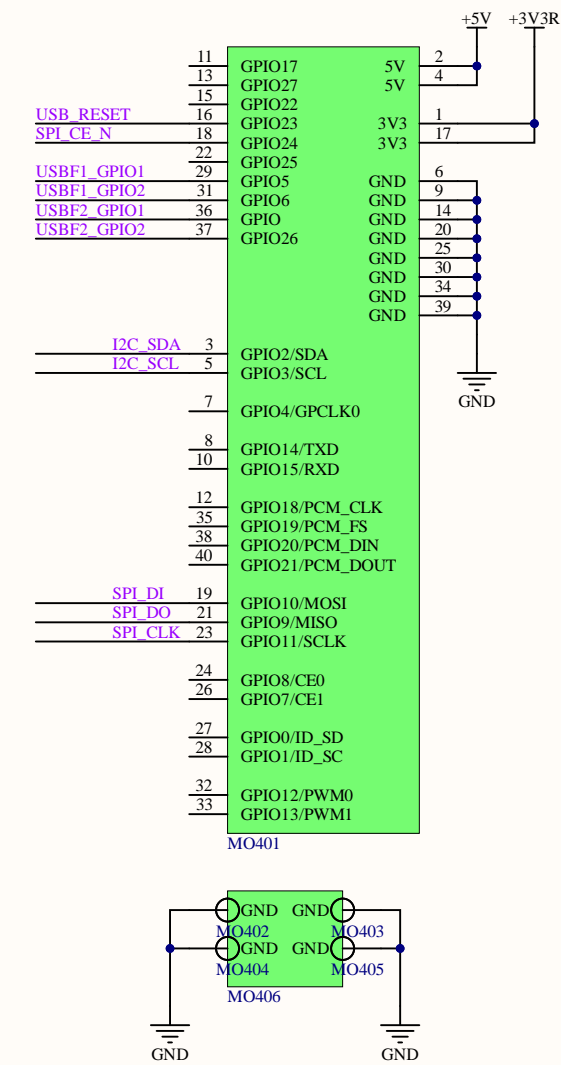 +5V +3V3R
11 GPIO17 5V 2
13 GPIO27 5V 4
15 GPIO22
USB_RESET 16 GPIO23 3V3 1
SPI_CE_N 18 GPIO24 3V3 17
22 GPIO25
USBF1_GPIO1 29 GPIO5 GND 6
USBF1_GPIO2 31 GPIO6 GND 9
USBF2_GPIO1 36 GPIO GND 14
USBF2_GPIO2 37 GPIO26 GND 20
GND 25
GND 30
GND 34
GND 39
I2C_SDA 3 GPIO2/SDA
I2C_SCL 5 GPIO3/SCL
GND
7 GPIO4/GPCLK0
8 GPIO14/TXD
10 GPIO15/RXD
12 GPIO18/PCM_CLK
35 GPIO19/PCM_FS
38 GPIO20/PCM_DIN
40 GPIO21/PCM_DOUT
SPI_DI 19 GPIO10/MOSI
SPI_DO 21 GPIO9/MISO
SPI_CLK 23 GPIO11/SCLK
24 GPIO8/CE0
26 GPIO7/CE1
27 GPIO0/ID_SD
28 GPIO1/ID_SC
32 GPIO12/PWM0
33 GPIO13/PWM1
MO401
GND GND
MO402 MO403
GND GND
MO404 MO405
MO406
GND GND